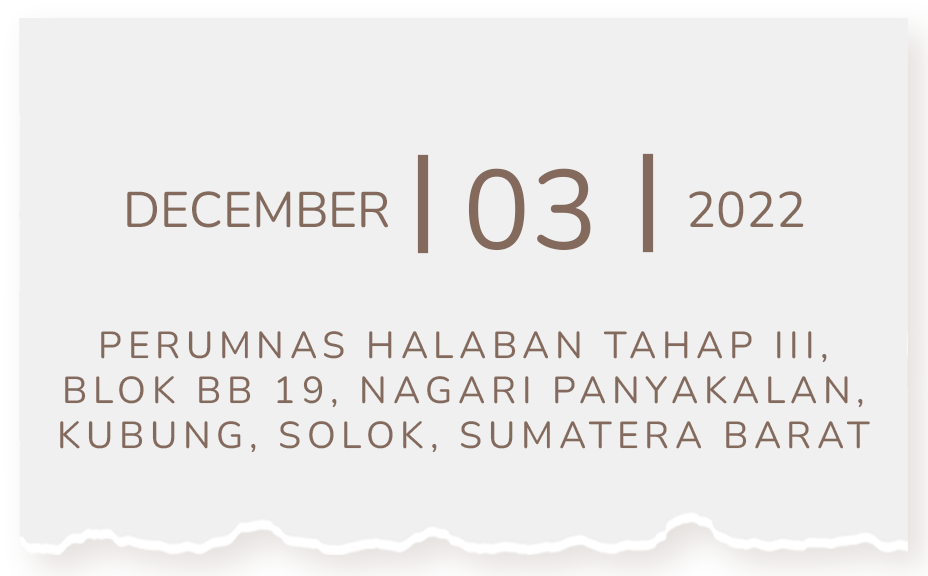 DECEMBER | 03 | 2022
PERUMNAS HALABAN TAHAP III,
BLOK BB 19, NAGARI PANYAKALAN,
KUBUNG, SOLOK, SUMATERA BARAT